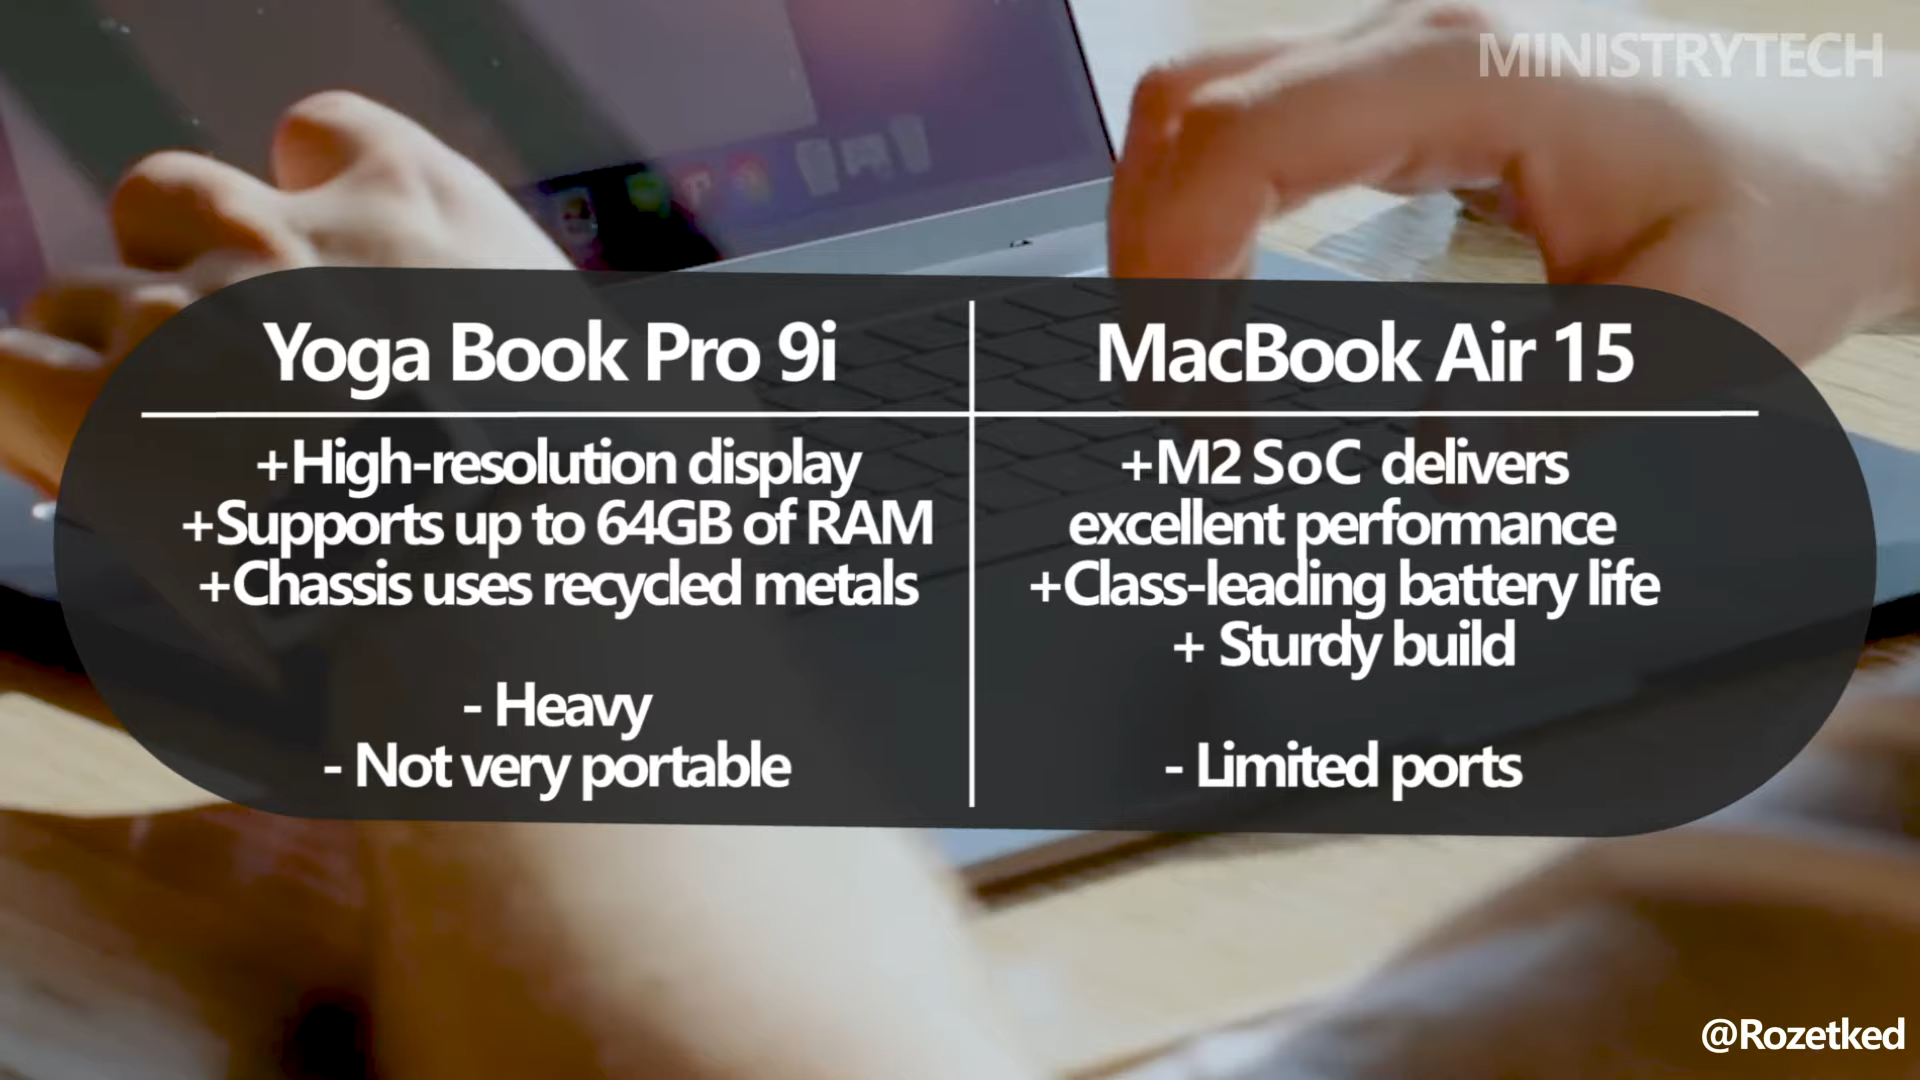 MINISTRYTECH
Yoga Book Pro 9i
+High-resolution display
+Supports up to 64GB of RAM
+Chassis uses recycled metals
- Heavy
- Not very portable
MacBook Air 15
+M2 SoC delivers
excellent performance
+Class-leading battery life
+ Sturdy build
- Limited ports
@Rozetked